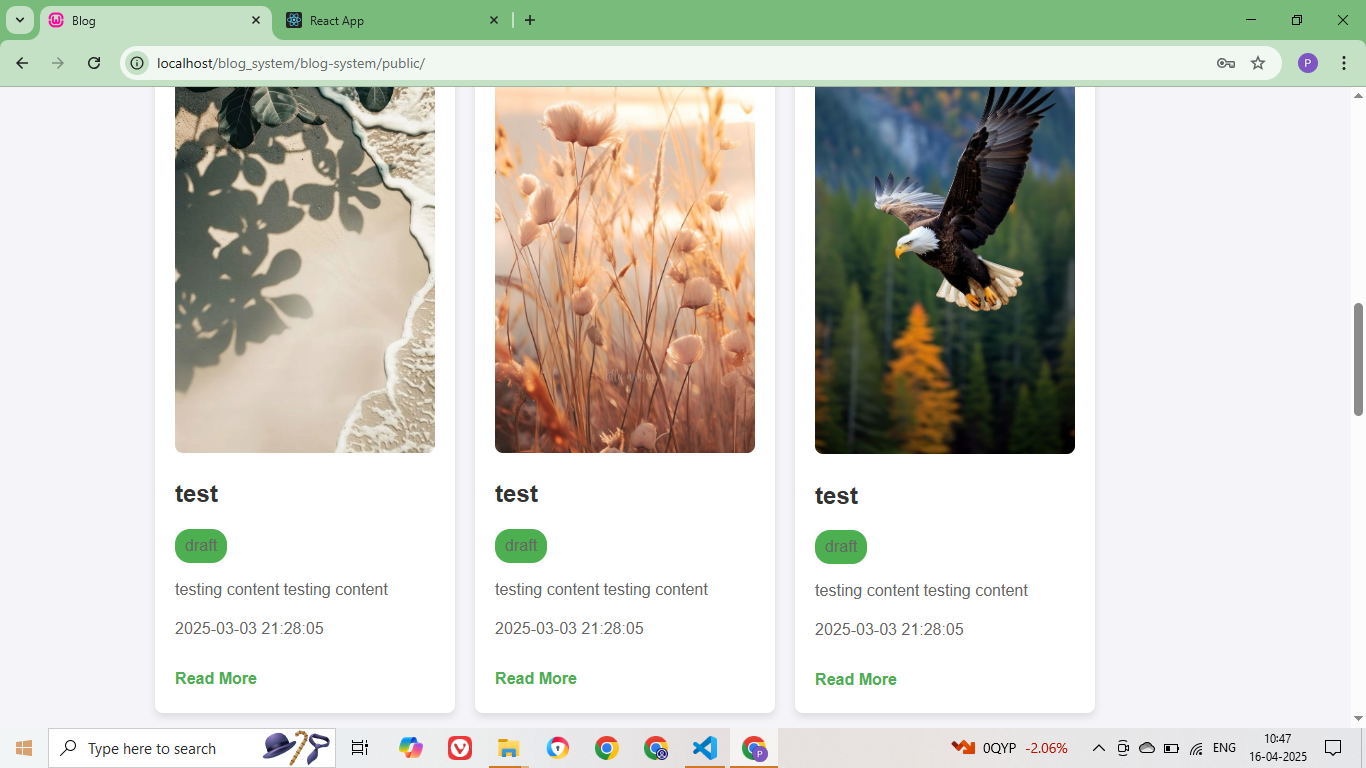 Blog
React App
localhost/blog_system/blog-system/public/
P
test
test
test
draft
draft
draft
testing content testing content
testing content testing content
testing content testing content
2025-03-03 21:28:05
2025-03-03 21:28:05
2025-03-03 21:28:05
Read More
Read More
Read More
Type here to search
P
0QYP -2.06%
ENG
10:47
16-04-2025